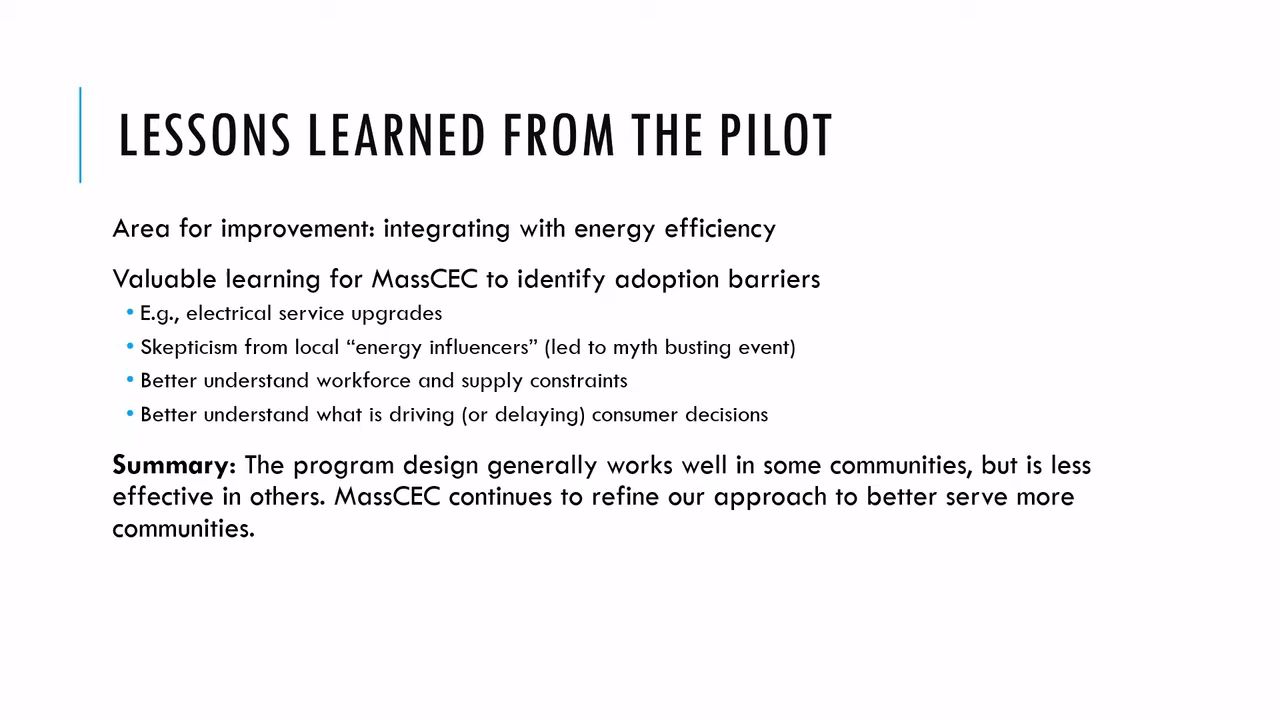 LESSONS LEARNED FROM THE PILOT
Area for improvement: integrating with energy efficiency
Valuable learning for MassCEC to identify adoption barriers
• E.g., electrical service upgrades
• Skepticism from local “energy influencers” (led to myth busting event)
• Better understand workforce and supply constraints
• Better understand what is driving (or delaying) consumer decisions
Summary: The program design generally works well in some communities, but is less
effective in others. MassCEC continues to refine our approach to better serve more
communities.